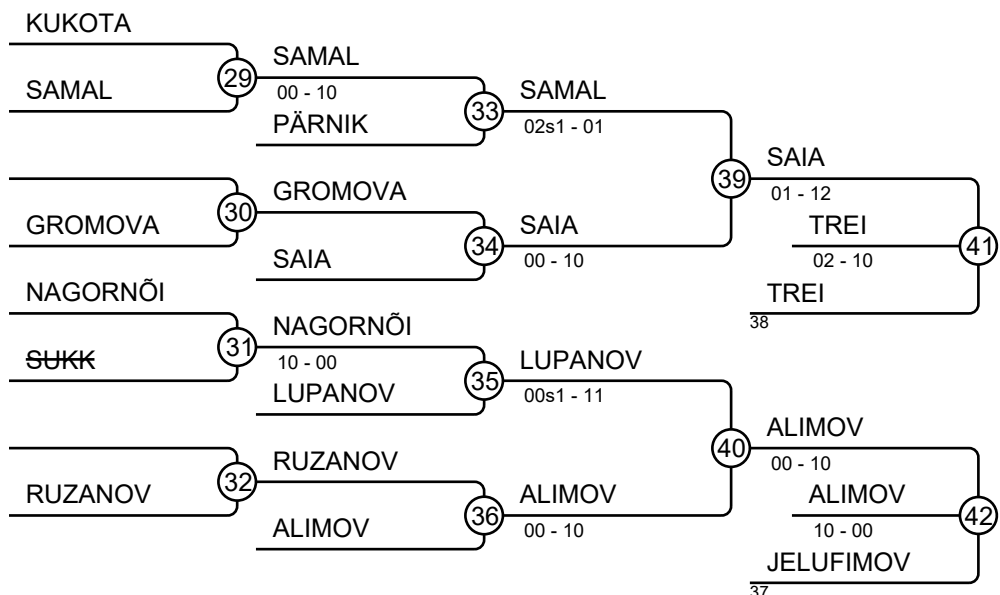 KUKOTA
29
SAMAL
SAMAL
00 - 10
PÄRNIK
33
SAMAL
02s1 - 01
30
GROMOVA
GROMOVA
SAIA
34
SAIA
00 - 10
39
SAIA
01 - 12
TREI
02 - 10
41
TREI
38
NAGORNÕI
31
SUKK
NAGORNÕI
10 - 00
LUPANOV
35
LUPANOV
00s1 - 11
32
RUZANOV
RUZANOV
ALIMOV
36
ALIMOV
00 - 10
40
ALIMOV
00 - 10
ALIMOV
10 - 00
42
JELUFIMOV
37